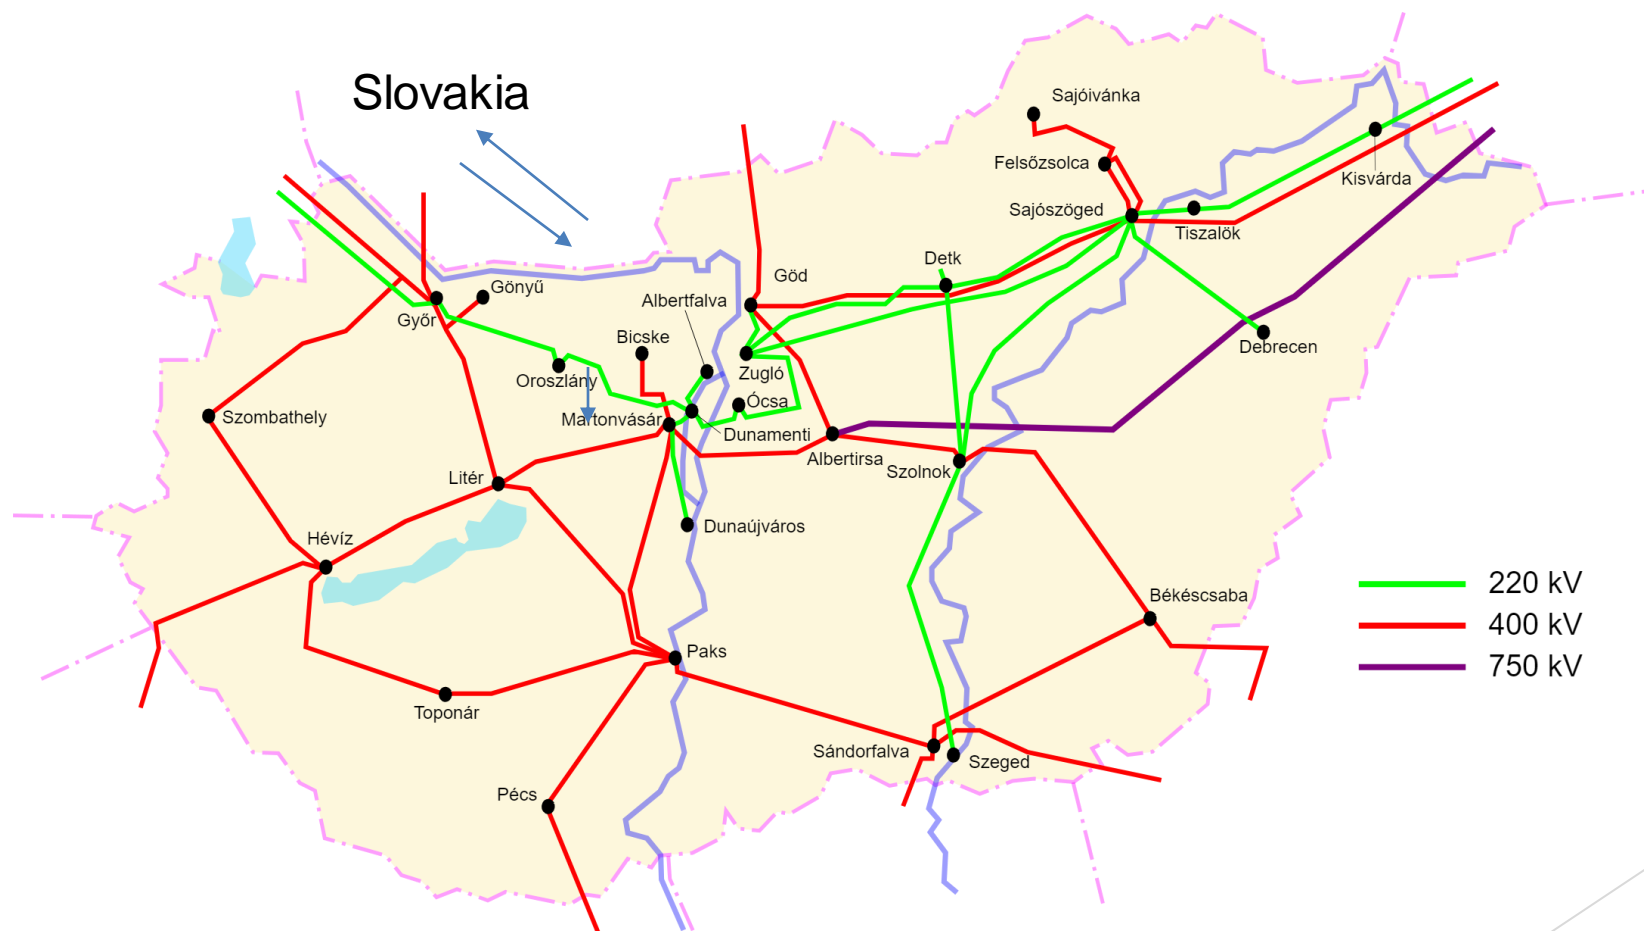 Slovakia
Sajóivánka
Felsőzsolca
Kisvárda
Sajószöged
Tiszalök
Detk
Göd
Gönyű
Albertfalva
Győr
Bicske
Debrecen
Zugló
Oroszlány
Ócsa
Szombathely
Martonvásár
Dunamenti
Albertirsa
Szolnok
Litér
Dunaújváros
Hévíz
220 kV
Békéscsaba
400 kV
Paks
750 kV
Toponár
Sándorfalva
Szeged
Pécs